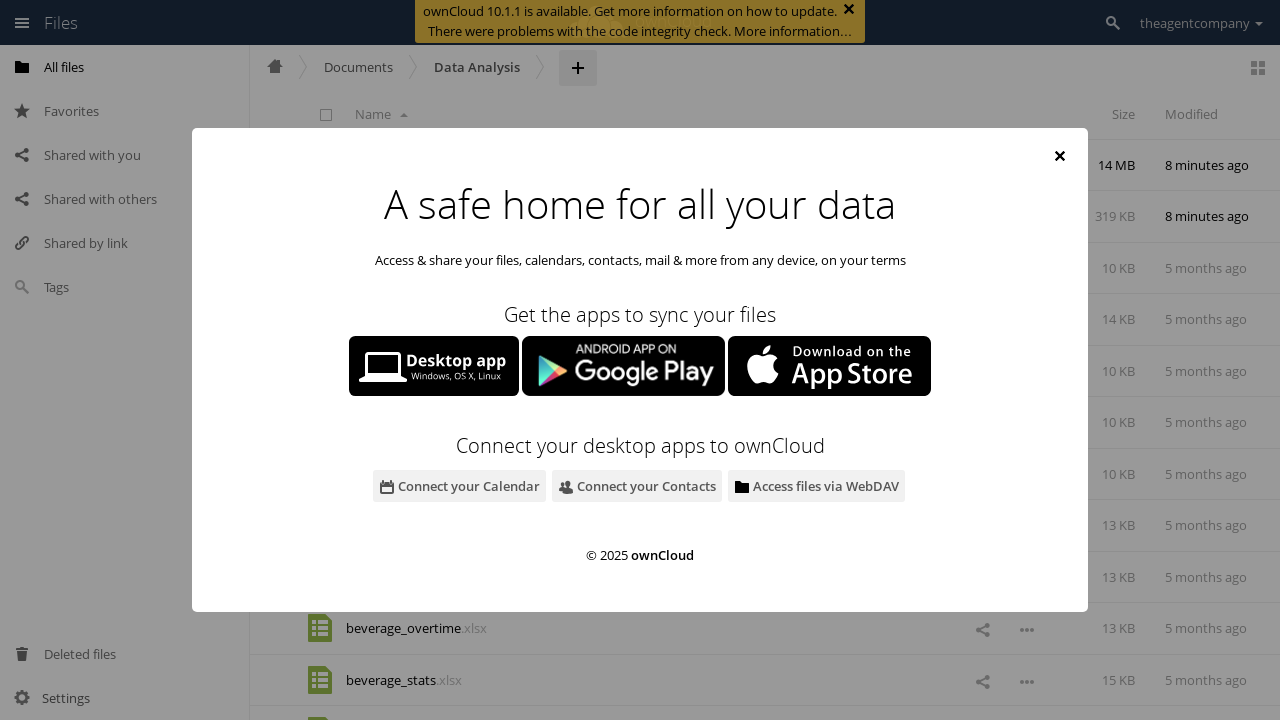 Files
ownCloud 10.1.1 is available. Get more information on how to update.
There were problems with the code integrity check. More information…
theagentcompany
All files
Documents
Data Analysis
Favorites
Name
Size
Modified
Shared with you
14 MB
8 minutes ago
Shared with others
319 KB
8 minutes ago
Shared by link
10 KB
5 months ago
Tags
14 KB
5 months ago
10 KB
5 months ago
10 KB
5 months ago
10 KB
5 months ago
13 KB
5 months ago
13 KB
5 months ago
A safe home for all your data
Access & share your files, calendars, contacts, mail & more from any device, on your terms
Get the apps to sync your files
Desktop app
Windows, OS X, Linux
ANDROID APP ON
Google Play
Download on the
App Store
Connect your desktop apps to ownCloud
Connect your Calendar
Connect your Contacts
Access files via WebDAV
© 2025 ownCloud
beverage_overtime.xlsx
13 KB
5 months ago
Deleted files
beverage_stats.xlsx
15 KB
5 months ago
Settings